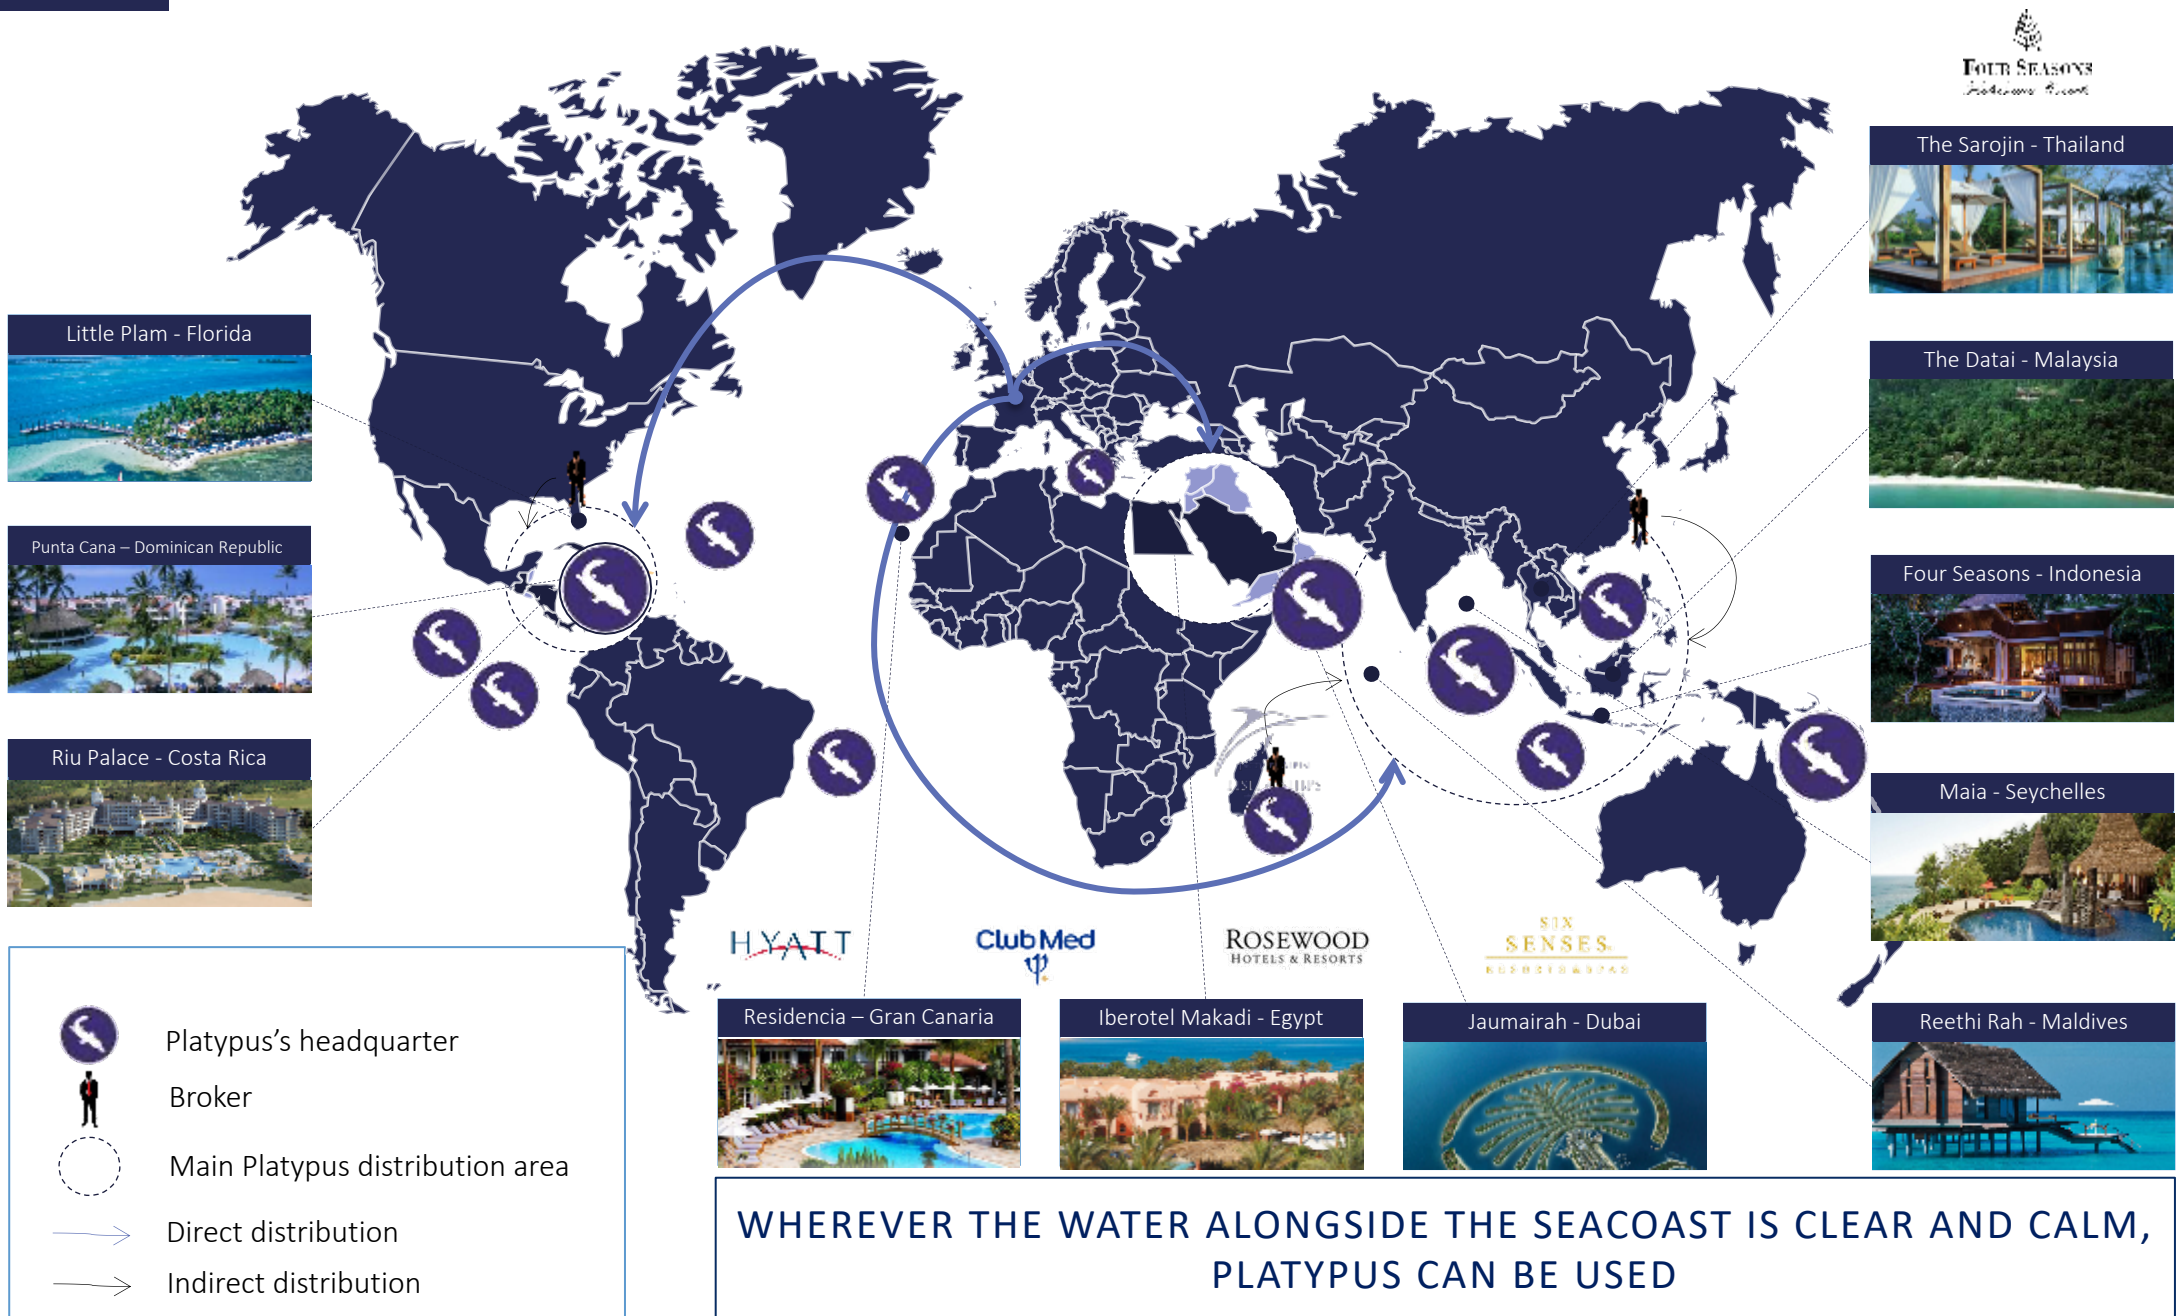 FOUR SEASONS
The Sarojin - Thailand
Little Plam - Florida
The Datai - Malaysia
Punta Cana – Dominican Republic
Four Seasons - Indonesia
Riu Palace - Costa Rica
Maia - Seychelles
HYATT
Club Med
ROSEWOOD
HOTELS & RESORTS
SIX
SENSES
Residencia – Gran Canaria
Iberotel Makadi - Egypt
Jaumairah - Dubai
Reethi Rah - Maldives
Platypus's headquarter
Broker
Main Platypus distribution area
Direct distribution
Indirect distribution
WHEREVER THE WATER ALONGSIDE THE SEACOAST IS CLEAR AND CALM,
PLATYPUS CAN BE USED